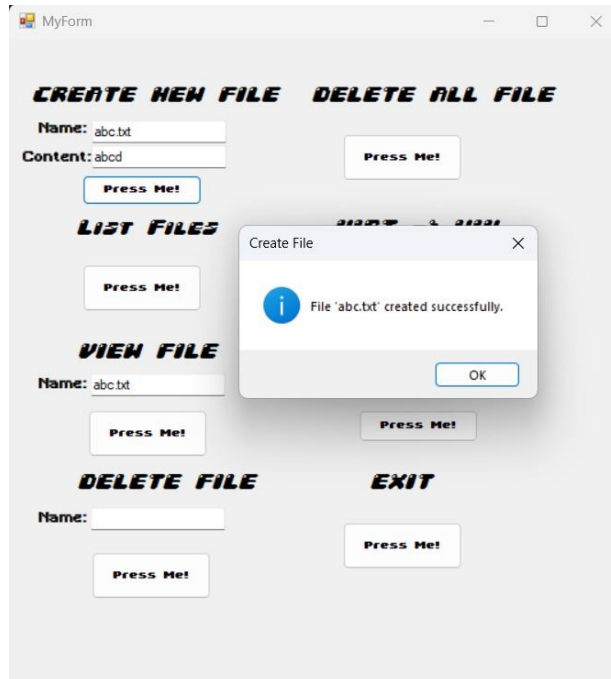 MyForm
CREATE NEW FILE
Name: abc.txt
Content: abcd
Press Me!
DELETE ALL FILE
Press Me!
LIST FILES
Press Me!
Create File
File 'abc.txt' created successfully.
OK
VIEW FILE
Name: abc.txt
Press Me!
Press Me!
DELETE FILE
Name:
Press Me!
EXIT
Press Me!